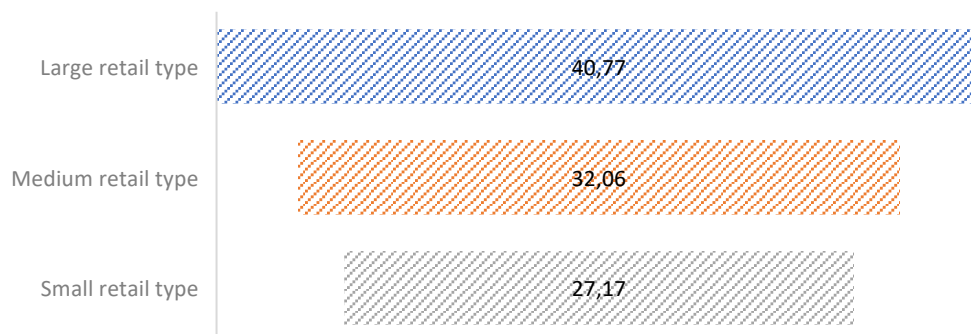 Large retail type
40,77
Medium retail type
32,06
Small retail type
27,17